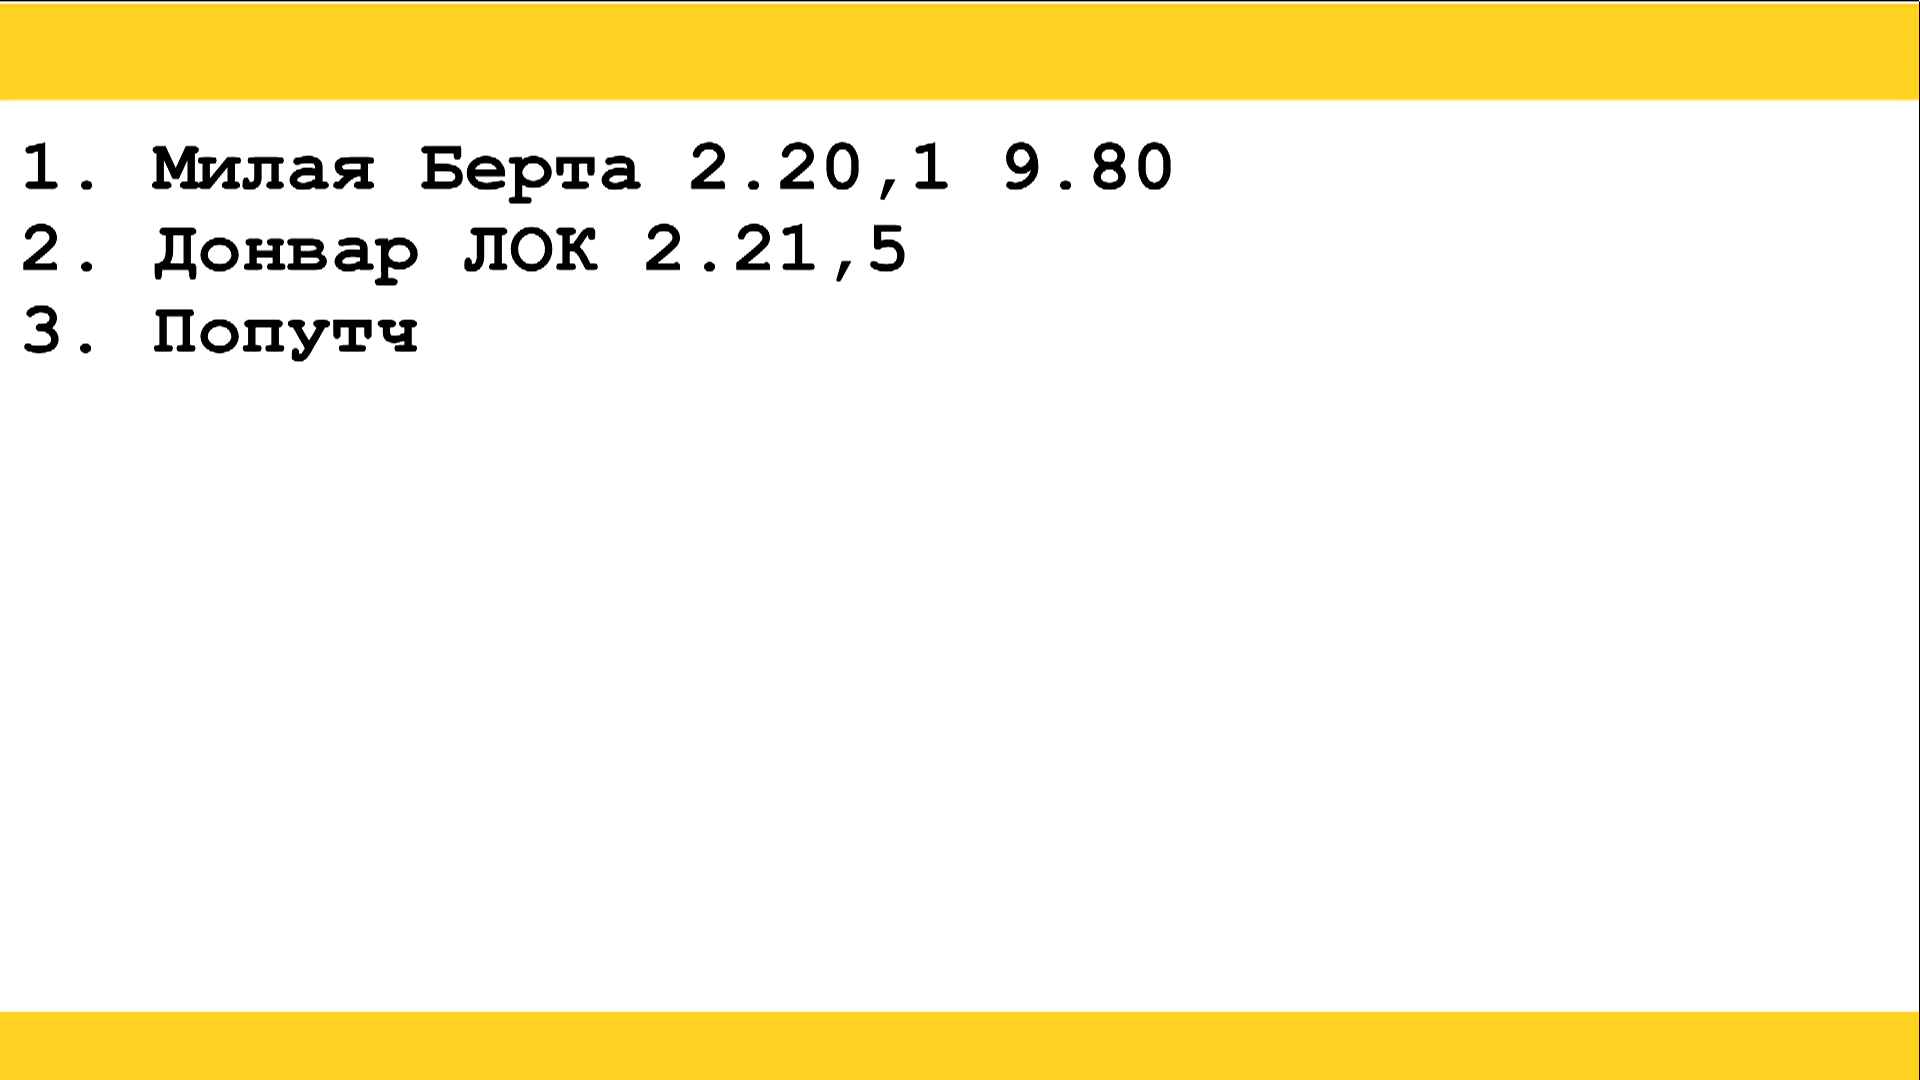 1. Милая Берта 2.20,1 9.80
2. Донвар ЛОК 2.21,5
3. Попутч